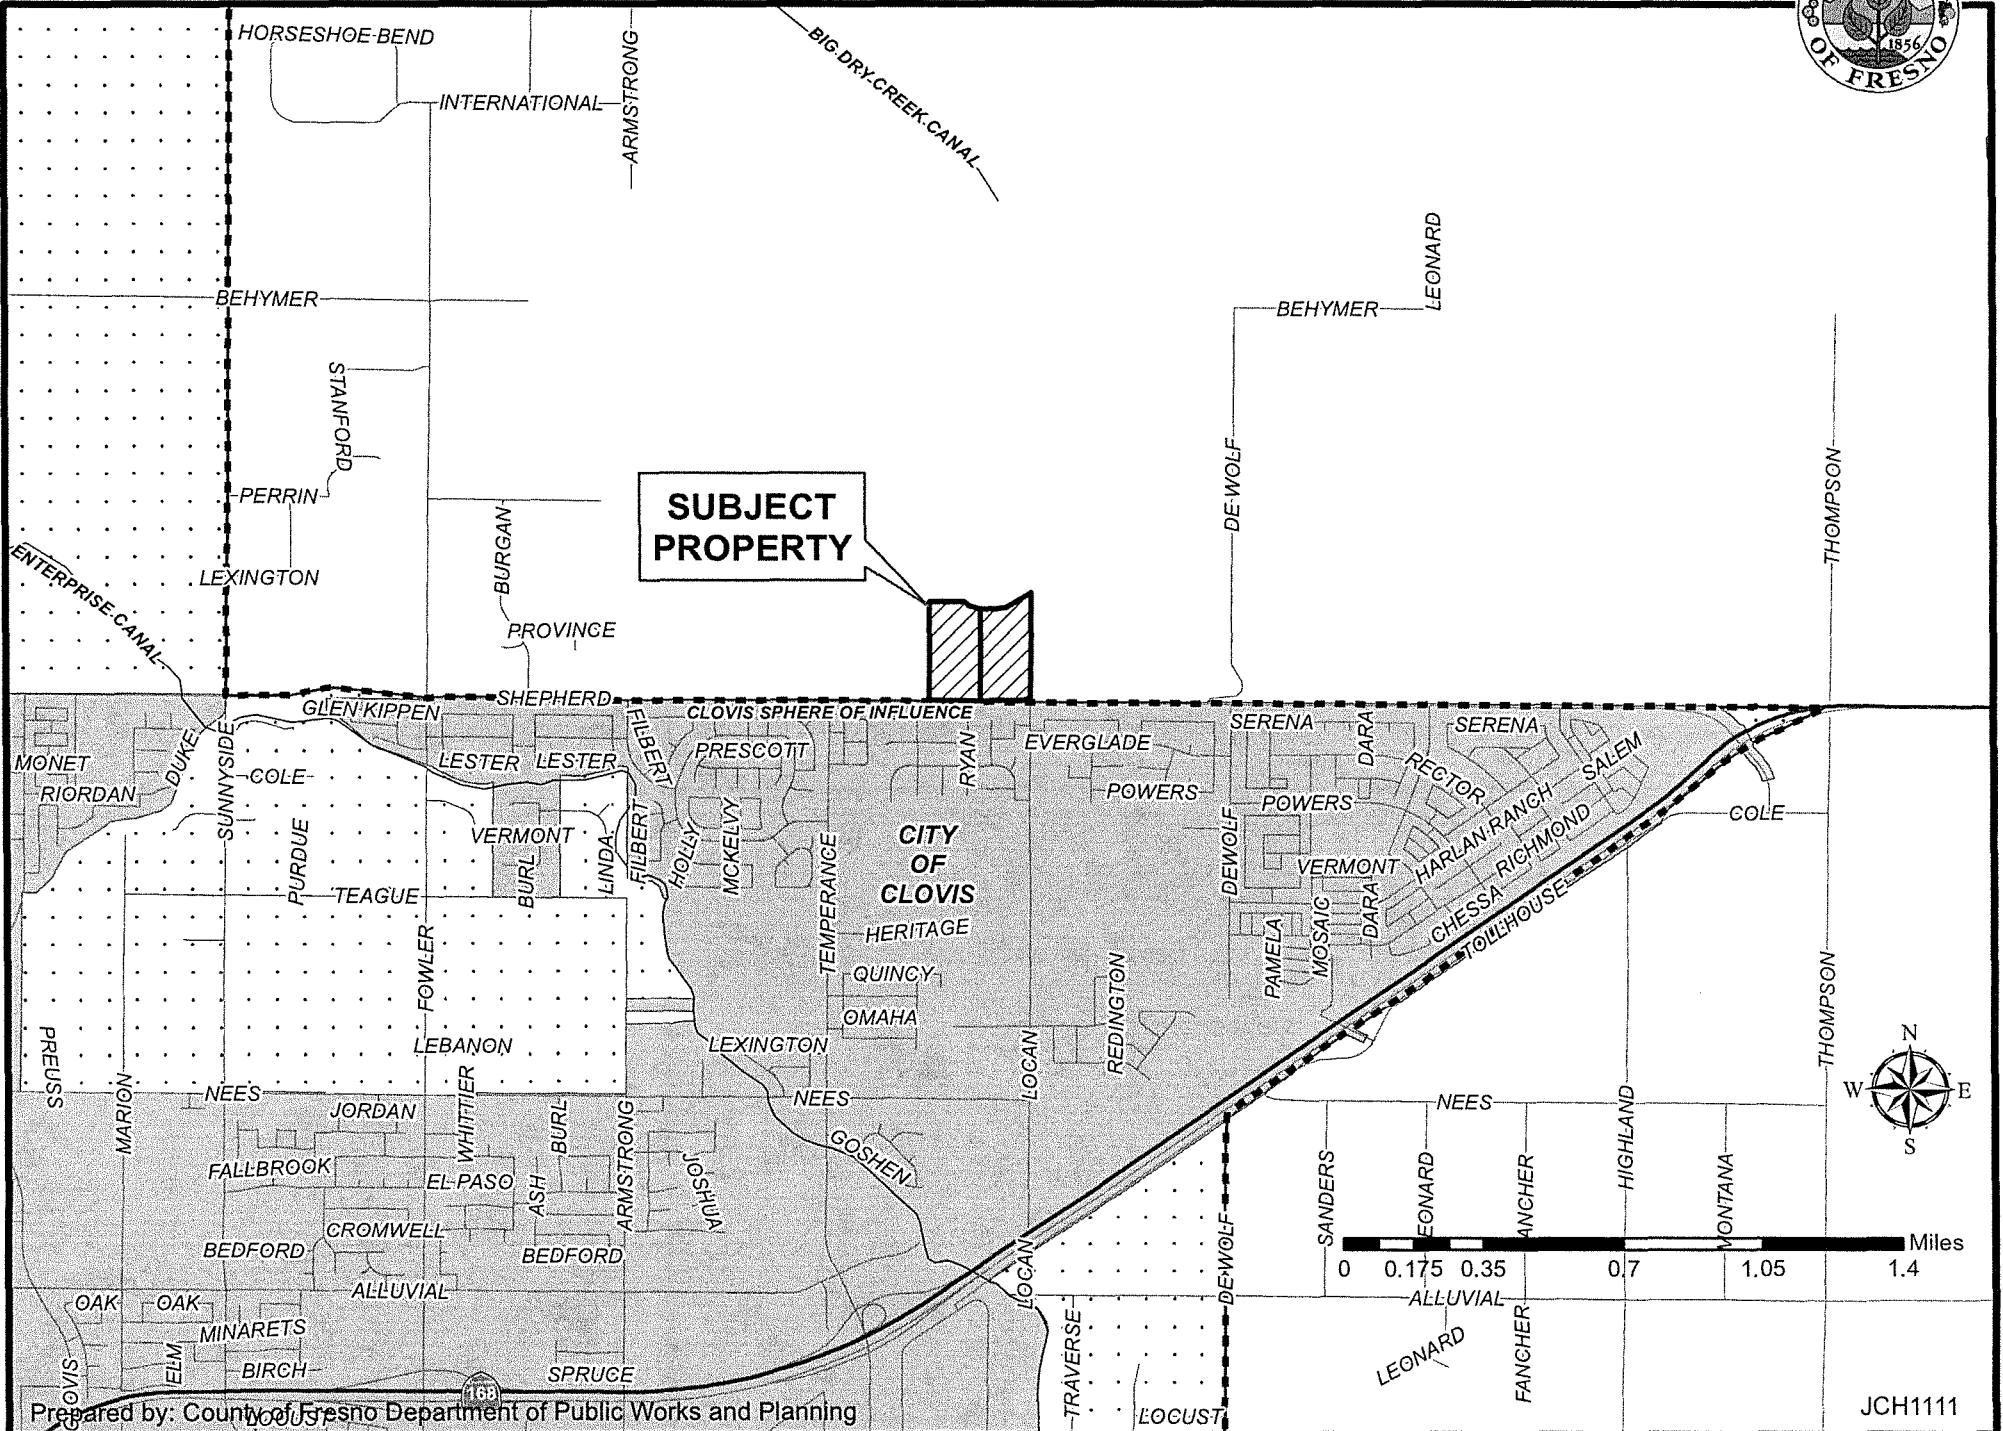 1856
OF FRESNO
HORSESHOE BEND
INTERNATIONAL
ARMSTRONG
BIG DRY CREEK CANAL
LEONARD
BEHYMER
BEHYMER
STANFORD
DE WOLF
THOMPSON
PERRIN
BURGAN
SUBJECT
PROPERTY
ENTERPRISE CANAL
LEXINGTON
PROVINCE
SHEPHERD
GLEN KIPPEN
CLOVIS SPHERE OF INFLUENCE
SERENA
DARA
SERENA
FILBERT
PRESCOTT
RYAN
EVERGLADE
MONET
DUKE
SUNNYSIDE
COLE
LESTER
LESTER
RECTOR
SALEM
RIORDAN
POWERS
POWERS
COLE
PURDUE
VERMONT
BURL
LINDA
FILBERT
HOLLY
MCKELVY
TEMPERANCE
CITY
OF
CLOVIS
DEWOLF
VERMONT
HARLAN RANCH
RICHMOND
TEAGUE
HERITAGE
PAMELA
MOSAIC
DARA
CHESSA
TOLLHOUSE
FOWLER
QUINCY
REDINGTON
THOMPSON
OMAHA
PREUSS
LEBANON
LEXINGTON
LOCAN
N
W
E
S
MARION
NEES
WHITTIER
NEES
NEES
HIGHLAND
JORDAN
BURL
ARMSTRONG
GOSHEN
FALLBROOK
EL PASO
ASH
JOSHUA
SANDERS
LEONARD
FANCHER
MONTANA
CROMWELL
BEDFORD
BEDFORD
LOCAN
DE WOLF
Miles
0 0.175 0.35 0.7 1.05 1.4
ALLUVIAL
ALLUVIAL
OAK
OAK
MINARETS
ELM
BIRCH
SPRUCE
TRAVERSE
LEONARD
FANCHER
CLOVIS
168
LOCUST
LOCUST
Prepared by: County of Fresno Department of Public Works and Planning
JCH1111